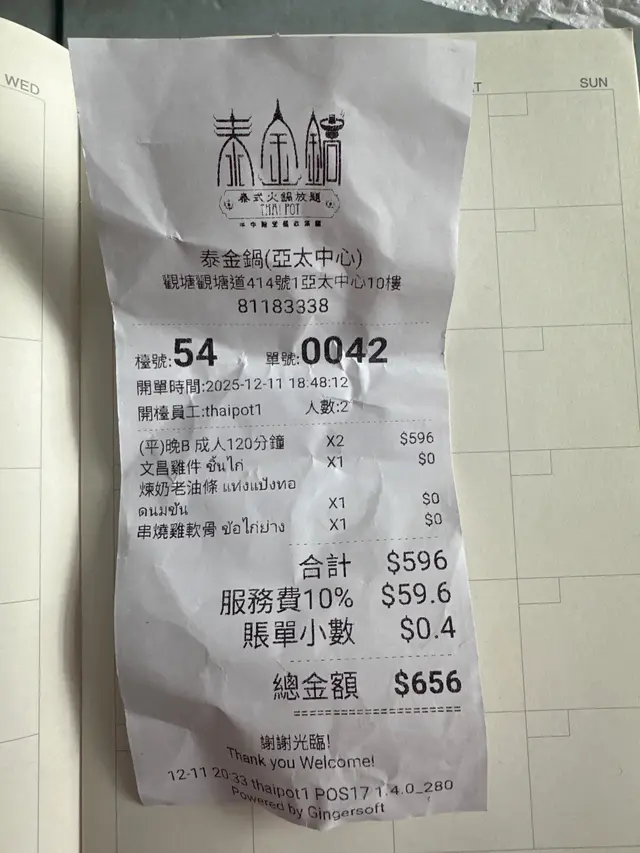 WED
SUN
泰金鍋
泰式火鍋放題
THAI POT
泰金鍋(亞太中心)
觀塘觀塘道414號1亞太中心10樓
81183338
檯號:54 單號:0042
開單時間:2025-12-11 18:48:12
開檯員工:thaipot1 人數:2
(平)晚B 成人120分鐘 X2 $596
文昌雞件 ชิ้นไก่ X1 $0
煉奶老油條 แท่งแป้งทอ
ดนมข้น X1 $0
串燒雞軟骨 ข้อไก่ย่าง X1 $0
合計 $596
服務費10% $59.6
賬單小數 $0.4
總金額 $656
謝謝光臨!
Thank you Welcome!
12-11 20:33 thaipot1 POS17 1.4.0_280
Powered by Gingersoft